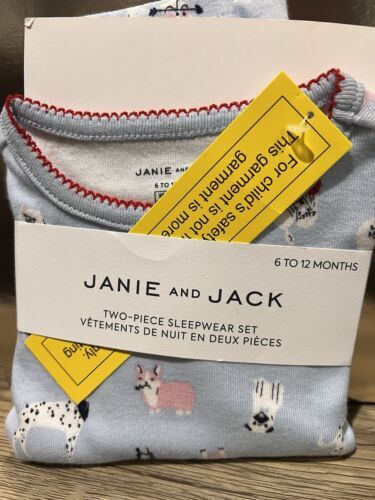 JANIE AND
6 TO 12
For child's safety
This garment is not
garment is more
6 TO 12 MONTHS
JANIE AND JACK
TWO-PIECE SLEEPWEAR SET
VÊTEMENTS DE NUIT EN DEUX PIÈCES